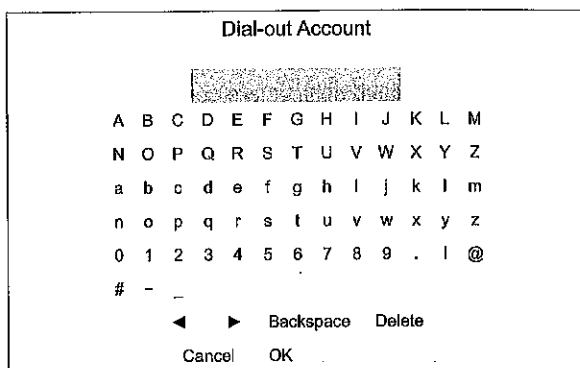 Dial-out Account
A B C D E F G H I J K L M
N O P Q R S T U V W X Y Z
a b c d e f g h i j k l m
n o p q r s t u v w x y z
0 1 2 3 4 5 6 7 8 9 . ! @
# - _
◄ ► Backspace Delete
Cancel OK